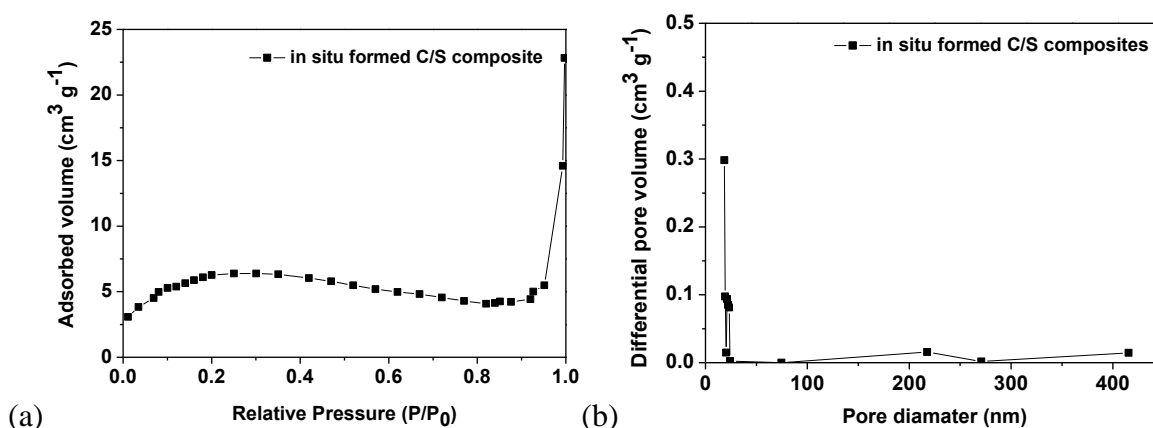 25
20
15
10
5
0
0.0
0.2
0.4
0.6
0.8
1.0
in situ formed C/S composite
Adsorbed volume (cm³ g⁻¹)
Relative Pressure (P/P₀)
(a)
0.5
0.4
0.3
0.2
0.1
0.0
0
100
200
300
400
in situ formed C/S composites
Differential pore volume (cm³ g⁻¹)
Pore diamater (nm)
(b)